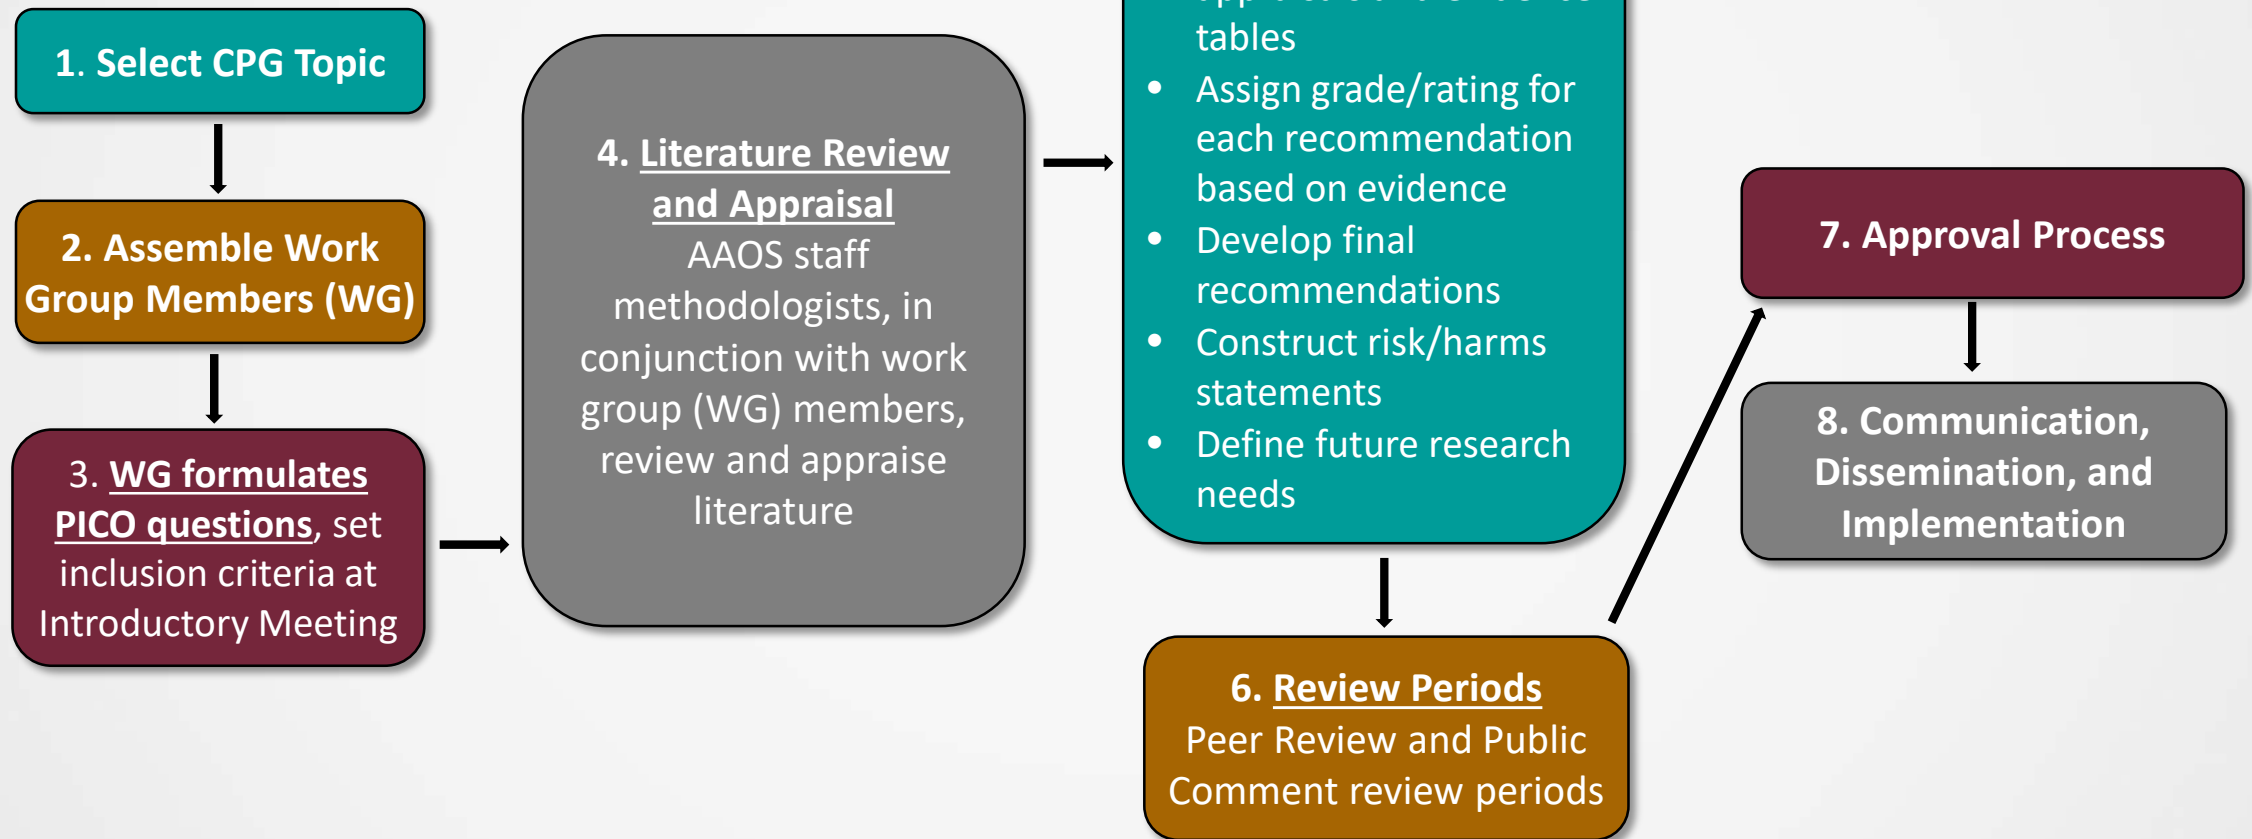 1. Select CPG Topic
2. Assemble Work
Group Members (WG)
3. WG formulates
PICO questions, set
inclusion criteria at
Introductory Meeting
4. Literature Review
and Appraisal
AAOS staff
methodologists, in
conjunction with work
group (WG) members,
review and appraise
literature
tables
• Assign grade/rating for
each recommendation
based on evidence
• Develop final
recommendations
• Construct risk/harms
statements
• Define future research
needs
6. Review Periods
Peer Review and Public
Comment review periods
7. Approval Process
8. Communication,
Dissemination, and
Implementation